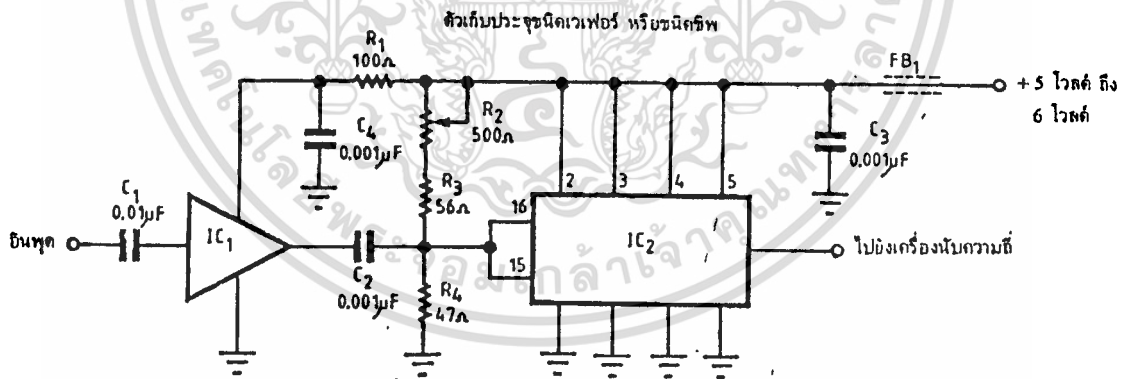 ตัวเก็บประจุชนิดเวเฟอร์ หรือชนิดชิพ
R1
100Ω
FB1
+5 โวลต์ ถึง
6 โวลต์
R2
500Ω
C4
0.001µF
C3
0.001µF
R3
56Ω
2
3
4
5
C1
0.01µF
16
IC1
IC2
อินพุต
ไปยังเครื่องนับความถี่
15
C2
0.001µF
R4
47Ω